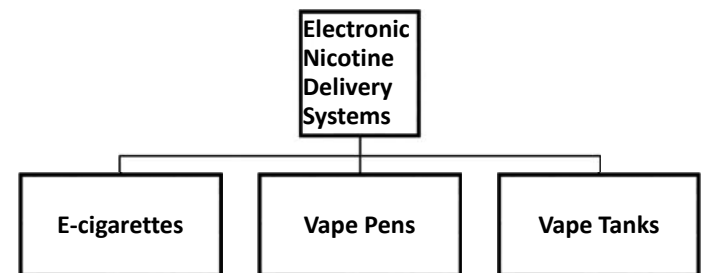 Electronic
Nicotine
Delivery
Systems
E-cigarettes
Vape Pens
Vape Tanks